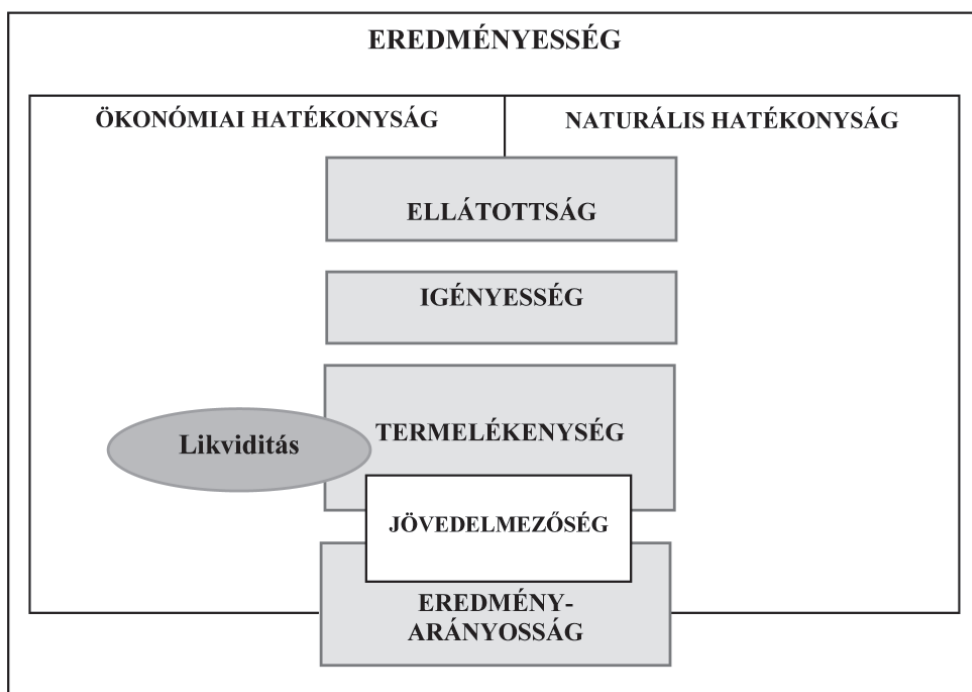 EREDMÉNYESSÉG
ÖKONÓMIAI HATÉKONYSÁG
NATURÁLIS HATÉKONYSÁG
ELLÁTOTTSÁG
IGÉNYESSÉG
TERMELÉKENYSÉG
Likviditás
JÖVEDELMEZŐSÉG
EREDMÉNY-
ARÁNYOSSÁG